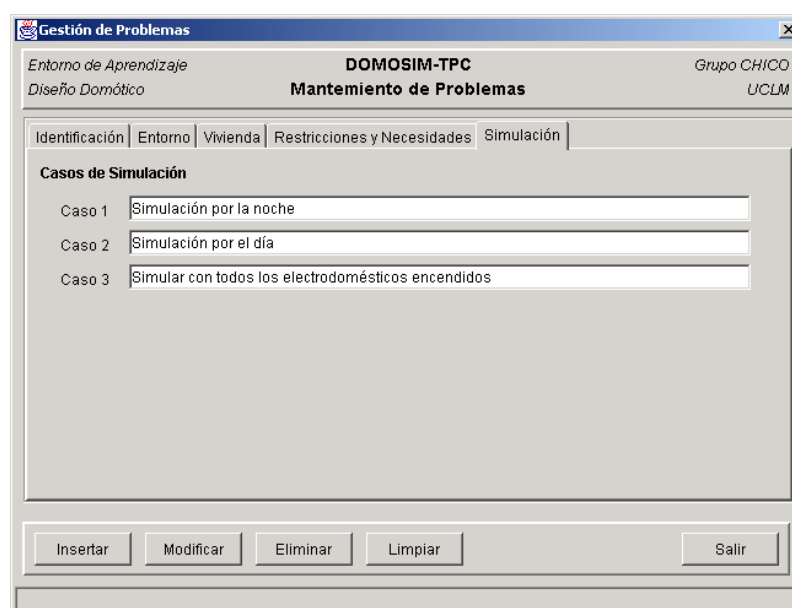 Gestión de Problemas
Entorno de Aprendizaje DOMOSIM-TPC Grupo CHICO
Diseño Domótico Mantemiento de Problemas UCLM
Identificación Entorno Vivienda Restricciones y Necesidades Simulación
Casos de Simulación
Caso 1 Simulación por la noche
Caso 2 Simulación por el día
Caso 3 Simular con todos los electrodomésticos encendidos
Insertar Modificar Eliminar Limpiar Salir